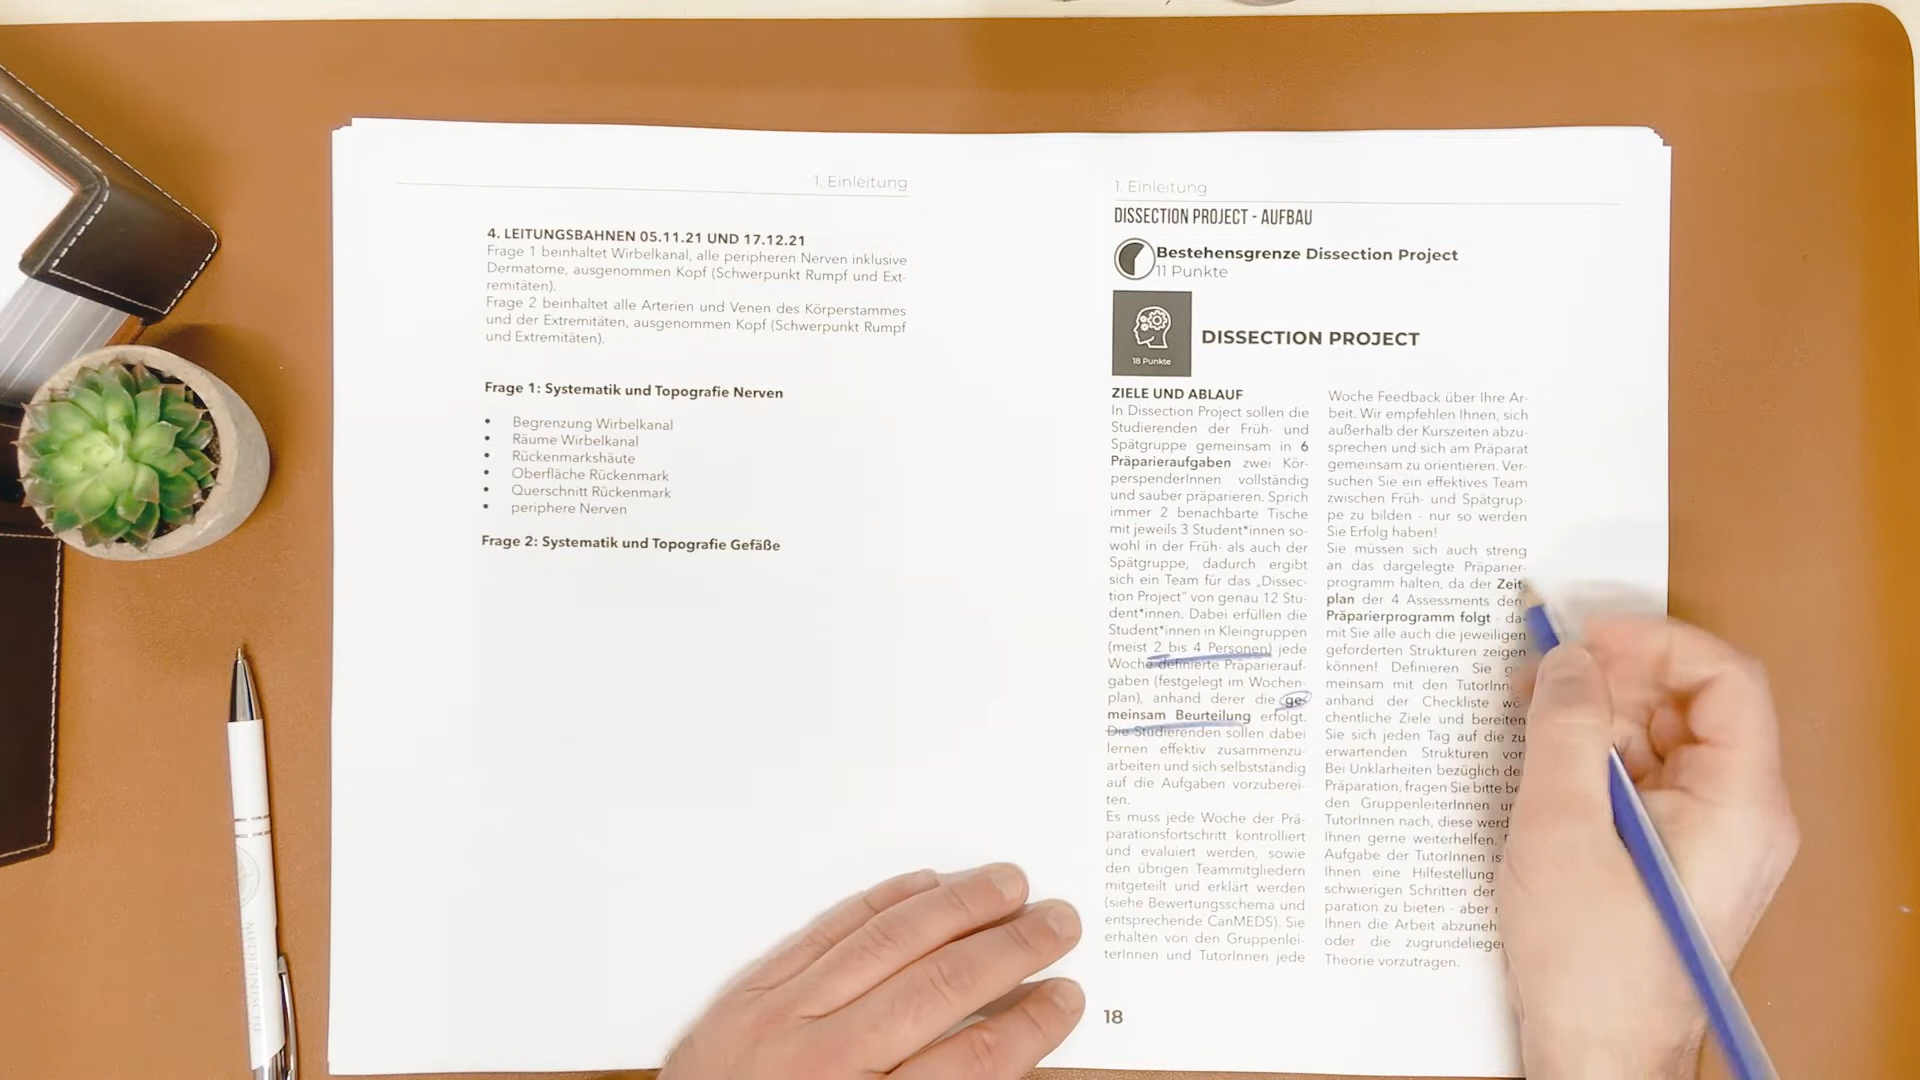 1. Einleitung
4. LEITUNGSBAHNEN 05.11.21 UND 17.12.21
Frage 1 beinhaltet Wirbelkanal, alle peripheren Nerven inklusive
Dermatome, ausgenommen Kopf (Schwerpunkt Rumpf und Ext-
remitäten).
Frage 2 beinhaltet alle Arterien und Venen des Körperstammes
und der Extremitäten, ausgenommen Kopf (Schwerpunkt Rumpf
und Extremitäten).
Frage 1: Systematik und Topografie Nerven
• Begrenzung Wirbelkanal
• Räume Wirbelkanal
• Rückenmarkshäute
• Oberfläche Rückenmark
• Querschnitt Rückenmark
• periphere Nerven
Frage 2: Systematik und Topografie Gefäße
1. Einleitung
DISSECTION PROJECT - AUFBAU
Bestehensgrenze Dissection Project
11 Punkte
18 Punkte
DISSECTION PROJECT
ZIELE UND ABLAUF
In Dissection Project sollen die
Studierenden der Früh- und
Spätgruppe gemeinsam in 6
Präparieraufgaben zwei Kör-
perspenderInnen vollständig
und sauber präparieren. Sprich
immer 2 benachbarte Tische
mit jeweils 3 Student*innen so-
wohl in der Früh- als auch der
Spätgruppe, dadurch ergibt
sich ein Team für das „Dissec-
tion Project" von genau 12 Stu-
dent*innen. Dabei erfüllen die
Student*innen in Kleingruppen
(meist 2 bis 4 Personen) jede
Woche definierte Präparierauf-
gaben (festgelegt im Wochen-
plan), anhand derer die ge-
meinsam Beurteilung erfolgt.
Die Studierenden sollen dabei
lernen effektiv zusammenzu-
arbeiten und sich selbstständig
auf die Aufgaben vorzuberei-
ten.
Es muss jede Woche der Prä-
parationsfortschritt kontrolliert
und evaluiert werden, sowie
den übrigen Teammitgliedern
mitgeteilt und erklärt werden
(siehe Bewertungsschema und
entsprechende CanMEDS). Sie
erhalten von den Gruppenlei-
terInnen und TutorInnen jede
Woche Feedback über Ihre Ar-
beit. Wir empfehlen Ihnen, sich
außerhalb der Kurszeiten abzu-
sprechen und sich am Präparat
gemeinsam zu orientieren. Ver-
suchen Sie ein effektives Team
zwischen Früh- und Spätgrup-
pe zu bilden - nur so werden
Sie Erfolg haben!
Sie müssen sich auch streng
an das dargelegte Präparier-
programm halten, da der Zeit-
plan der 4 Assessments dem
Präparierprogramm folgt - da-
mit Sie alle auch die jeweiligen
geforderten Strukturen zeigen
können! Definieren Sie
meinsam mit den
anhand der Checkliste
chentliche Ziele und bereiten
Sie sich jeden Tag auf die zu
erwartenden Strukturen vor.
Bei Unklarheiten bezüglich
Präparation, fragen Sie bitte
den GruppenleiterInnen
TutorInnen nach, diese
Ihnen gerne weiterhelfen.
Aufgabe der TutorInnen
Ihnen eine Hilfestellung
schwierigen Schritten der
paration zu bieten - aber
Ihnen die Arbeit
oder die
Theorie vorzutragen.
18
MEDIZINISCHE